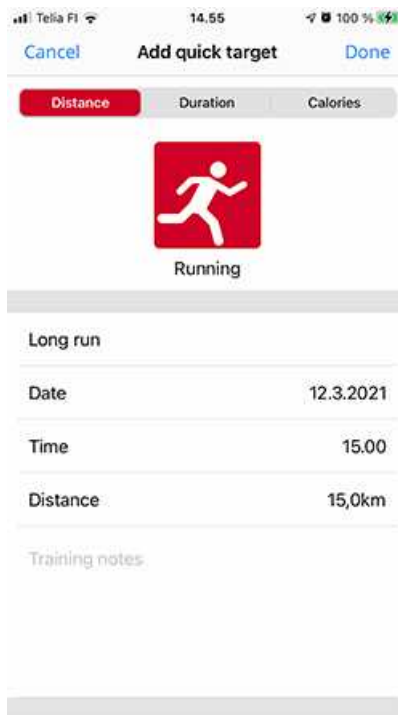 Telia FI 14.55 100 %
Cancel Add quick target Done
Distance Duration Calories
Running
Long run
Date 12.3.2021
Time 15.00
Distance 15,0km
Training notes